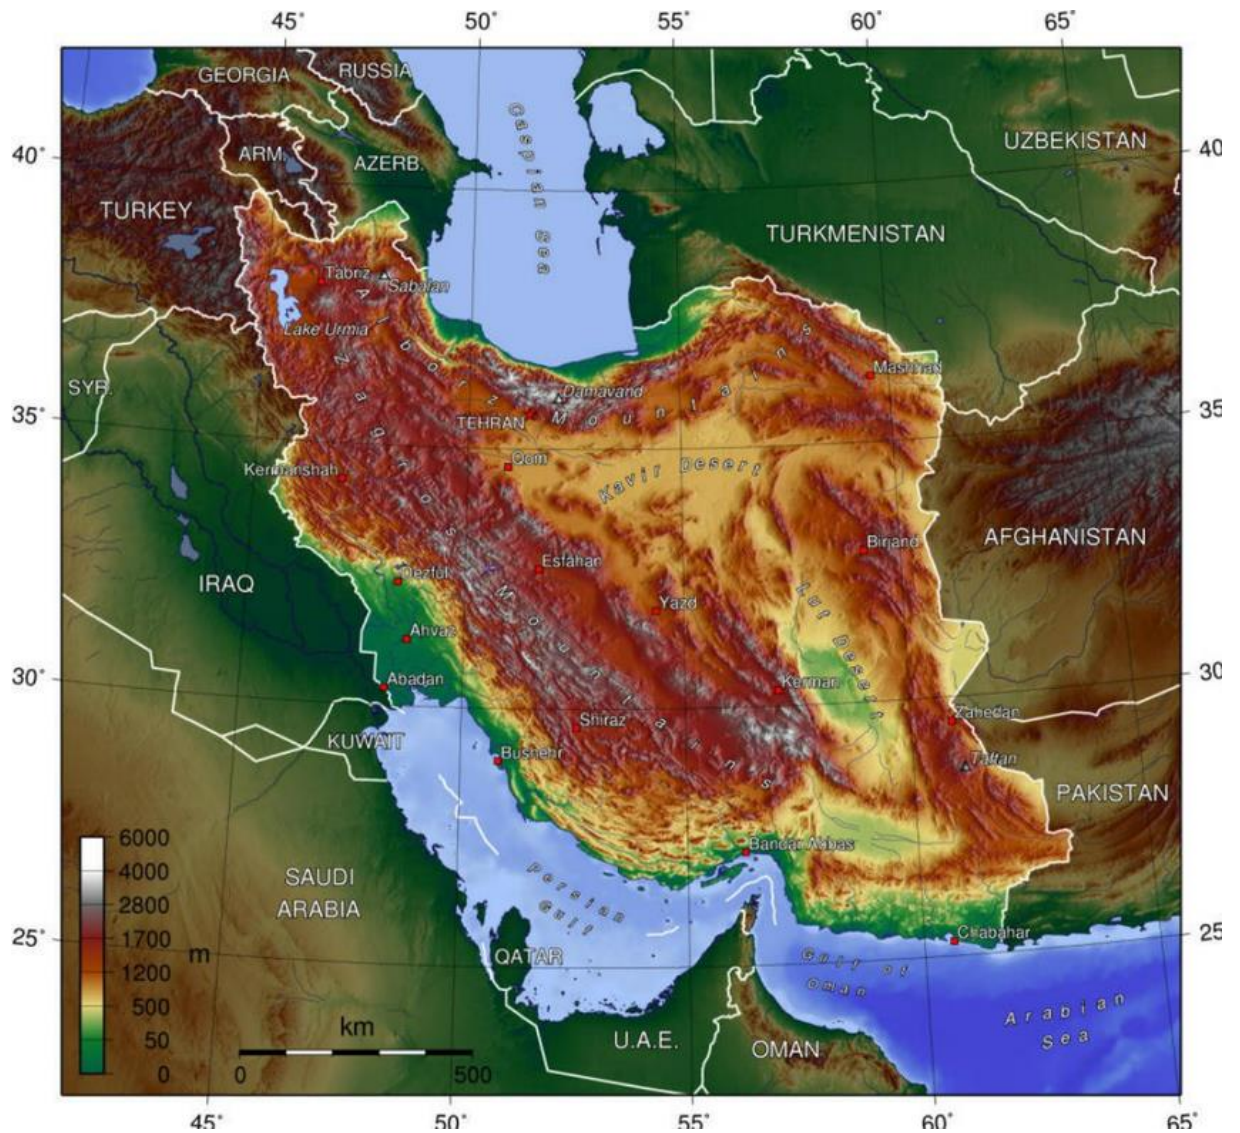 45° 50° 55° 60° 65°
GEORGIA
RUSSIA
UZBEKISTAN
40° ARM. AZERB. 40
Caspian Sea
TURKEY
TURKMENISTAN
Tabriz
Sabalan
Lake Urmia
Alborz Mountains
Mashhad
SYR.
Damavand
35° 35
TEHRAN
Qom
Kavir Desert
Kermanshah
Zagros Mountains
AFGHANISTAN
Birjand
Esfahan
IRAQ
Dezful
Yazd
Lut Desert
Ahvaz
30° 30
Abadan
Kerman
Zahedan
Shiraz
KUWAIT
Bushehr
Taftan
PAKISTAN
Bandar Abbas
6000
4000
2800
1700
1200
500
50
0
m
SAUDI
ARABIA
Persian
Gulf
25° 25
Chabahar
QATAR
Gulf of
Oman
Arabian
Sea
km
0 500
U.A.E.
OMAN
45° 50° 55° 60° 65°